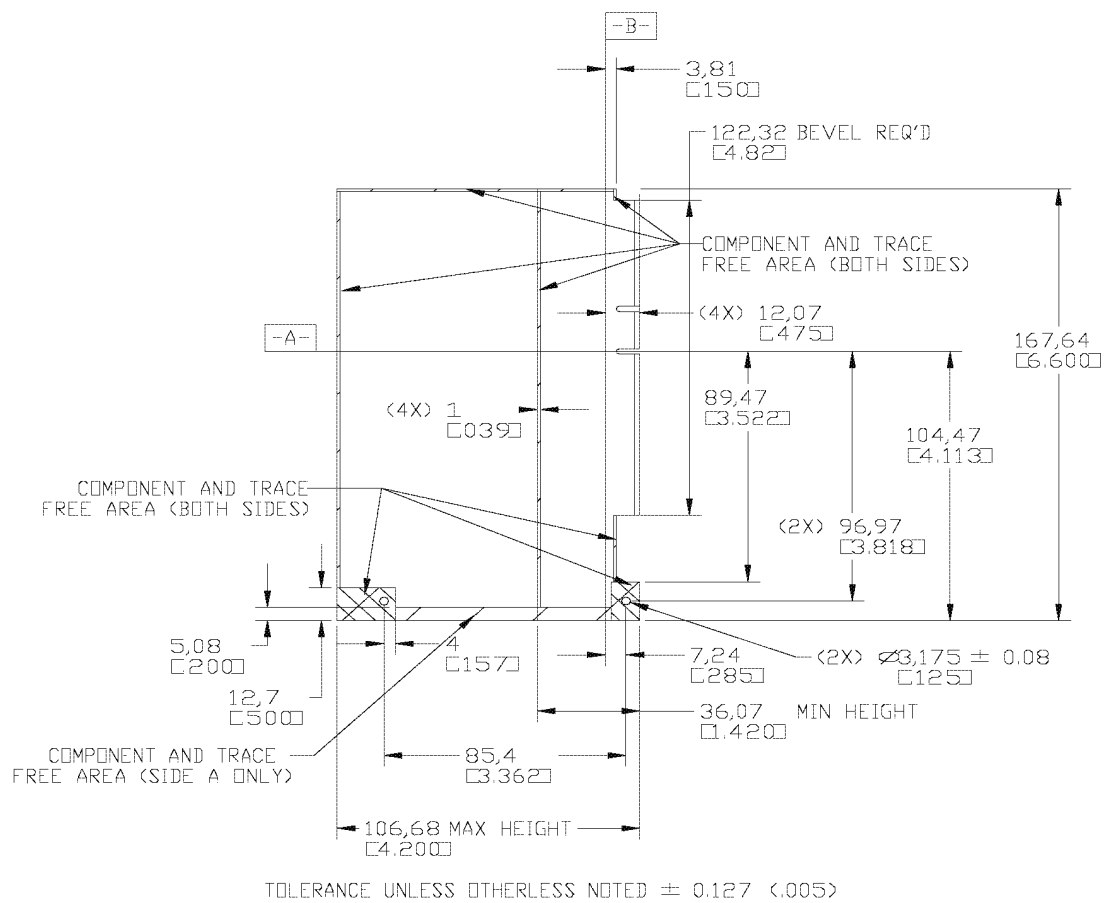 -B-
3,81
[150]
122,32 BEVEL REQ'D
[4.82]
COMPONENT AND TRACE
FREE AREA (BOTH SIDES)
(4X) 12,07
[475]
-A-
167,64
[6.600]
89,47
[3.522]
(4X) 1
[039]
104,47
[4.113]
COMPONENT AND TRACE
FREE AREA (BOTH SIDES)
(2X) 96,97
[3.818]
5,08
[200]
4
[157]
7,24
[285]
(2X) Ø3,175 ± 0.08
[125]
12,7
[500]
36,07 MIN HEIGHT
[1.420]
COMPONENT AND TRACE
FREE AREA (SIDE A ONLY)
85,4
[3.362]
106,68 MAX HEIGHT
[4.200]
TOLERANCE UNLESS OTHERLESS NOTED ± 0.127 (.005)